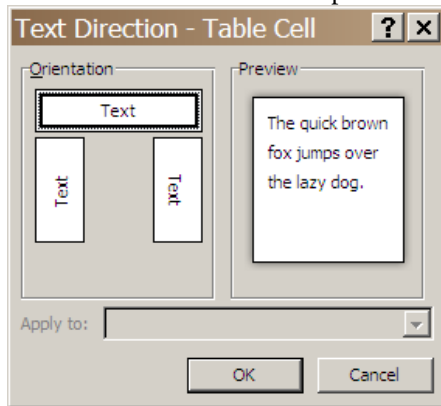 Text Direction - Table Cell
Orientation
Preview
Text
Text
Text
The quick brown
fox jumps over
the lazy dog.
Apply to:
OK
Cancel